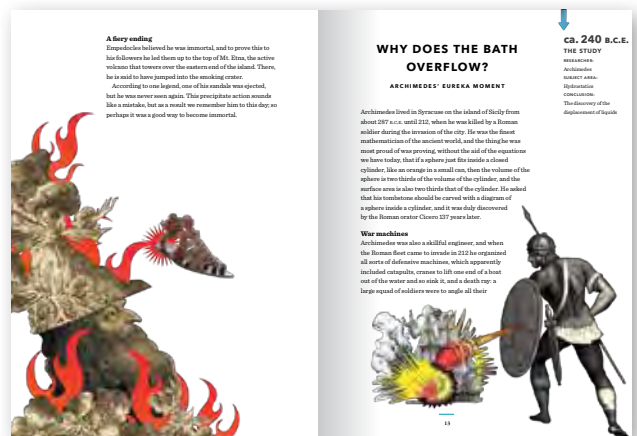 A fiery ending
Empedocles believed he was immortal, and to prove this to
his followers he led them up to the top of Mt. Etna, the active
volcano that towers over the eastern end of the island. There,
he is said to have jumped into the smoking crater.
According to one legend, one of his sandals was ejected,
but he was never seen again. This precipitate action sounds
like a mistake, but as a result we remember him to this day; so
perhaps it was a good way to become immortal.
WHY DOES THE BATH
OVERFLOW?
ARCHIMEDES' EUREKA MOMENT
Archimedes lived in Syracuse on the island of Sicily from
about 287 B.C.E. until 212, when he was killed by a Roman
soldier during the invasion of the city. He was the finest
mathematician of the ancient world, and the thing he was
most proud of was proving, without the aid of the equations
we have today, that if a sphere just fits inside a closed
cylinder, like an orange in a small can, then the volume of the
sphere is two thirds of the volume of the cylinder, and the
surface area is also two thirds that of the cylinder. He asked
that his tombstone should be carved with a diagram of
a sphere inside a cylinder, and it was duly discovered
by the Roman orator Cicero 137 years later.
War machines
Archimedes was also a skillful engineer, and when
the Roman fleet came to invade in 212 he organized
all sorts of defensive machines, which apparently
included catapults, cranes to lift one end of a boat
out of the water and so sink it, and a death ray: a
large squad of soldiers were to angle all their
13
ca. 240 B.C.E.
THE STUDY
RESEARCHER:
Archimedes
SUBJECT AREA:
Hydrostatics
CONCLUSION:
The discovery of the
displacement of liquids